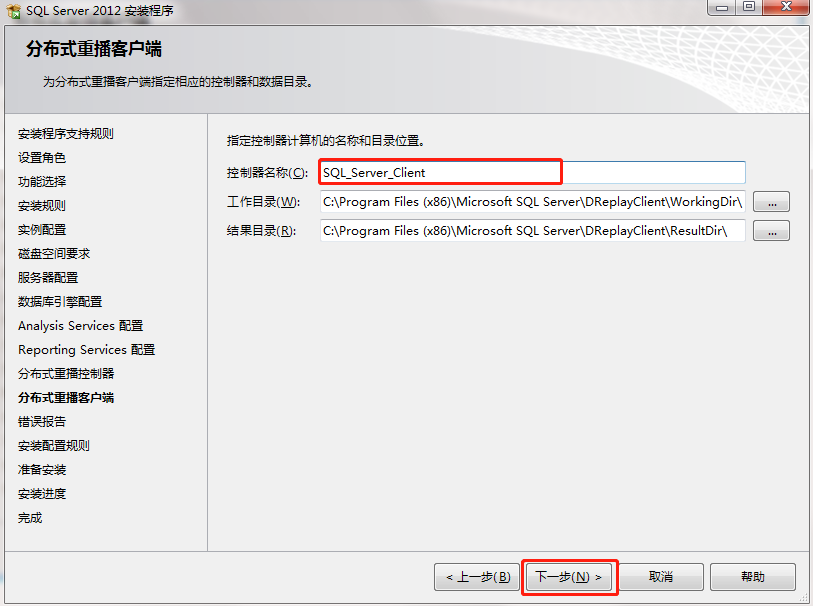 SQL Server 2012 安装程序
分布式重播客户端
为分布式重播客户端指定相应的控制器和数据目录。
安装程序支持规则
设置角色
功能选择
安装规则
实例配置
磁盘空间要求
服务器配置
数据库引擎配置
Analysis Services 配置
Reporting Services 配置
分布式重播控制器
分布式重播客户端
错误报告
安装配置规则
准备安装
安装进度
完成
指定控制器计算机的名称和目录位置。
控制器名称(C): SQL_Server_Client
工作目录(W): C:\Program Files (x86)\Microsoft SQL Server\DReplayClient\WorkingDir\ ...
结果目录(R): C:\Program Files (x86)\Microsoft SQL Server\DReplayClient\ResultDir\ ...
< 上一步(B) 下一步(N) > 取消 帮助